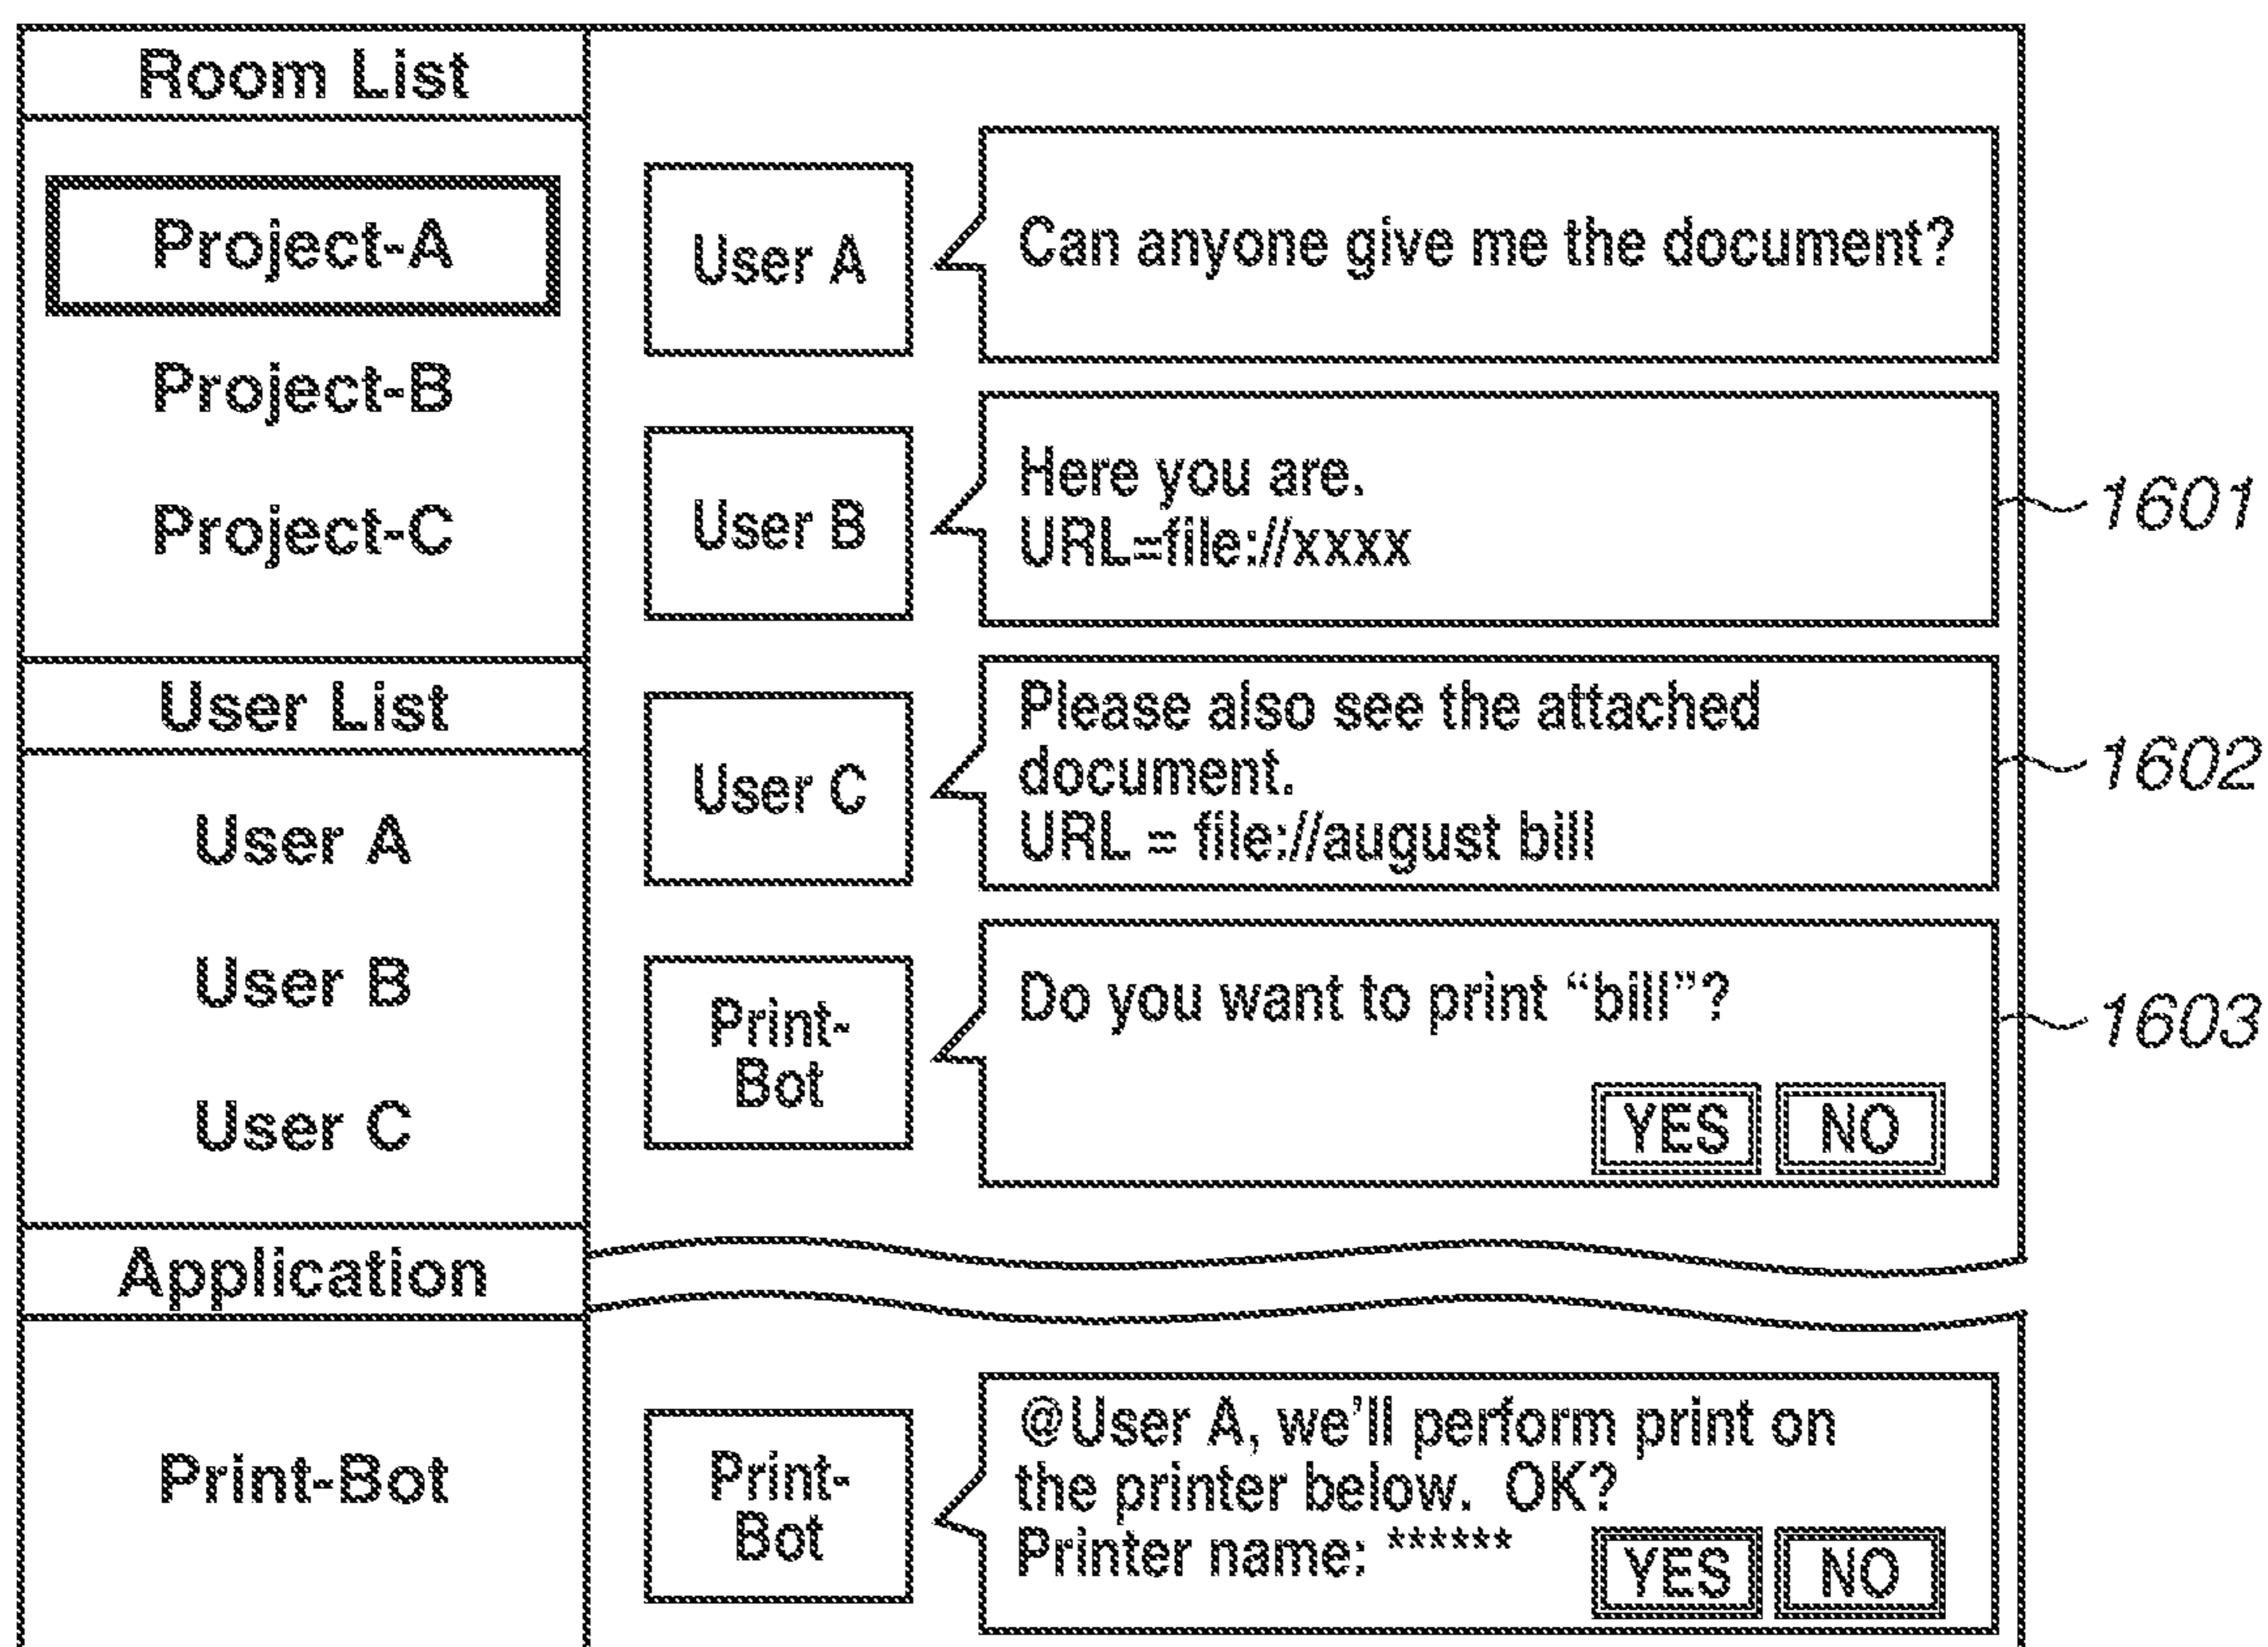 Room List
Project-A
Project-B
Project-C
User List
User A
User B
User C
Application
Print-Bot
User A
Can anyone give me the document?
User B
Here you are.
URL=file://xxxx
1601
User C
Please also see the attached
document.
URL = file://august bill
1602
Print-
Bot
Do you want to print “bill”?
YES NO
1603
Print-
Bot
@User A, we’ll perform print on
the printer below. OK?
Printer name: ******
YES NO